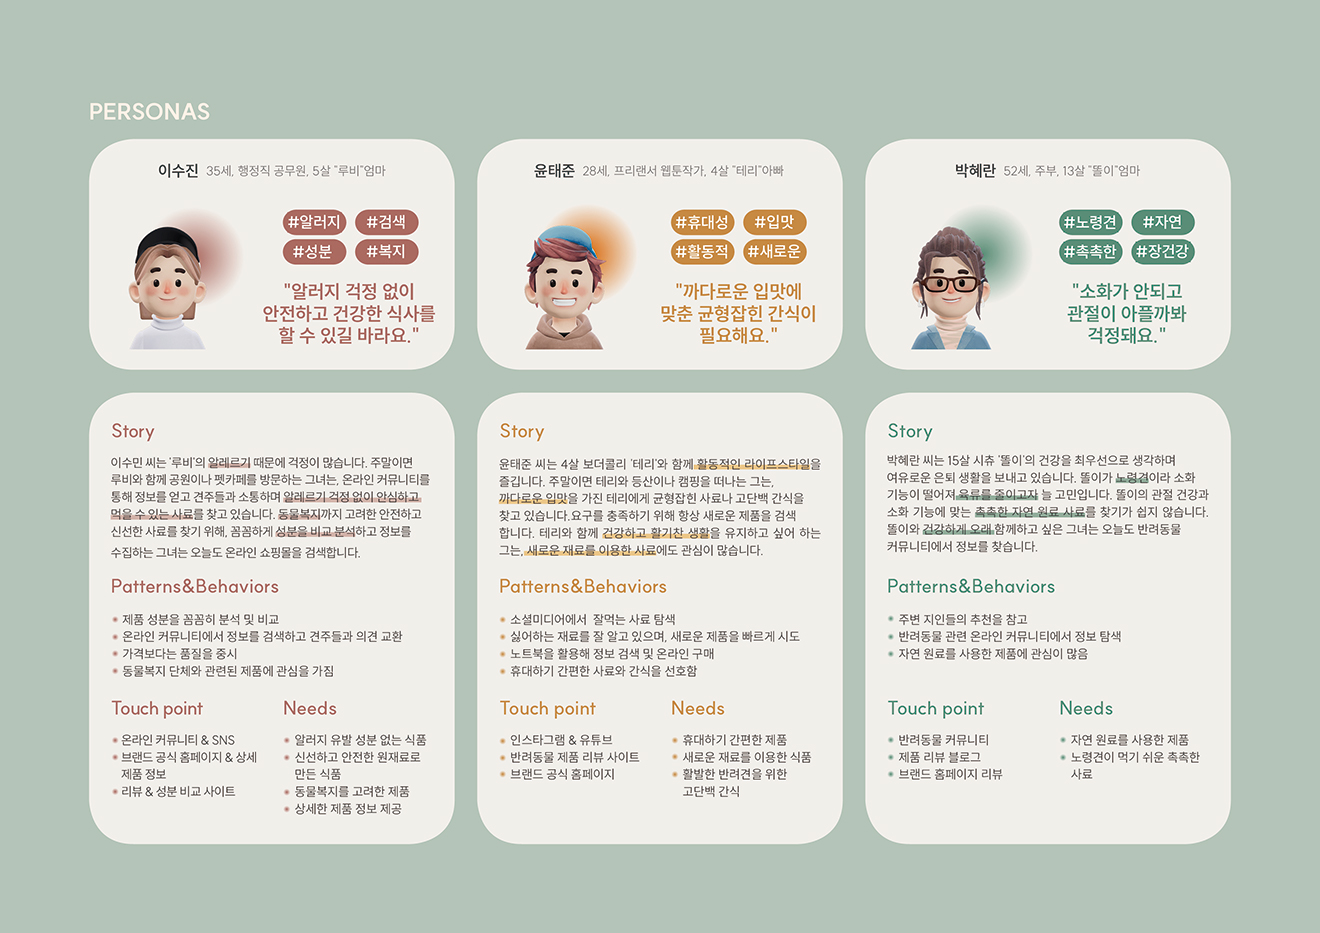 PERSONAS
이수진 35세, 행정직 공무원, 5살 "루비"엄마
#알러지 #검색
#성분 #복지
"알러지 걱정 없이
안전하고 건강한 식사를
할 수 있길 바라요."
윤태준 28세, 프리랜서 웹툰작가, 4살 "테리"아빠
#휴대성 #입맛
#활동적 #새로운
"까다로운 입맛에
맞춘 균형잡힌 간식이
필요해요."
박혜란 52세, 주부, 13살 "똘이"엄마
#노령견 #자연
#촉촉한 #장건강
"소화가 안되고
관절이 아플까봐
걱정돼요."
Story
이수민 씨는 '루비'의 알레르기 때문에 걱정이 많습니다. 주말이면
루비와 함께 공원이나 펫카페를 방문하는 그녀는, 온라인 커뮤니티를
통해 정보를 얻고 견주들과 소통하며 알레르기 걱정 없이 안심하고
먹을 수 있는 사료를 찾고 있습니다. 동물복지까지 고려한 안전하고
신선한 사료를 찾기 위해, 꼼꼼하게 성분을 비교 분석하고 정보를
수집하는 그녀는 오늘도 온라인 쇼핑몰을 검색합니다.
Patterns&Behaviors
제품 성분을 꼼꼼히 분석 및 비교
온라인 커뮤니티에서 정보를 검색하고 견주들과 의견 교환
가격보다는 품질을 중시
동물복지 단체와 관련된 제품에 관심을 가짐
Touch point
온라인 커뮤니티 & SNS
브랜드 공식 홈페이지 & 상세
제품 정보
리뷰 & 성분 비교 사이트
Needs
알러지 유발 성분 없는 식품
신선하고 안전한 원재료로
만든 식품
동물복지를 고려한 제품
상세한 제품 정보 제공
Story
윤태준 씨는 4살 보더콜리 '테리'와 함께 활동적인 라이프스타일을
즐깁니다. 주말이면 테리와 등산이나 캠핑을 떠나는 그는,
까다로운 입맛을 가진 테리에게 균형잡힌 사료나 고단백 간식을
찾고 있습니다.요구를 충족하기 위해 항상 새로운 제품을 검색
합니다. 테리와 함께 건강하고 활기찬 생활을 유지하고 싶어 하는
그는, 새로운 재료를 이용한 사료에도 관심이 많습니다.
Patterns&Behaviors
소셜미디어에서 잘먹는 사료 탐색
싫어하는 재료를 잘 알고 있으며, 새로운 제품을 빠르게 시도
노트북을 활용해 정보 검색 및 온라인 구매
휴대하기 간편한 사료와 간식을 선호함
Touch point
인스타그램 & 유튜브
반려동물 제품 리뷰 사이트
브랜드 공식 홈페이지
Needs
휴대하기 간편한 제품
새로운 재료를 이용한 식품
활발한 반려견을 위한
고단백 간식
Story
박혜란 씨는 15살 시츄 '똘이'의 건강을 최우선으로 생각하며
여유로운 은퇴 생활을 보내고 있습니다. 똘이가 노령견이라 소화
기능이 떨어져 육류를 줄이고자 늘 고민입니다. 똘이의 관절 건강과
소화 기능에 맞는 촉촉한 자연 원료 사료를 찾기가 쉽지 않습니다.
똘이와 건강하게 오래 함께하고 싶은 그녀는 오늘도 반려동물
커뮤니티에서 정보를 찾습니다.
Patterns&Behaviors
주변 지인들의 추천을 참고
반려동물 관련 온라인 커뮤니티에서 정보 탐색
자연 원료를 사용한 제품에 관심이 많음
Touch point
반려동물 커뮤니티
제품 리뷰 블로그
브랜드 홈페이지 리뷰
Needs
자연 원료를 사용한 제품
노령견이 먹기 쉬운 촉촉한
사료